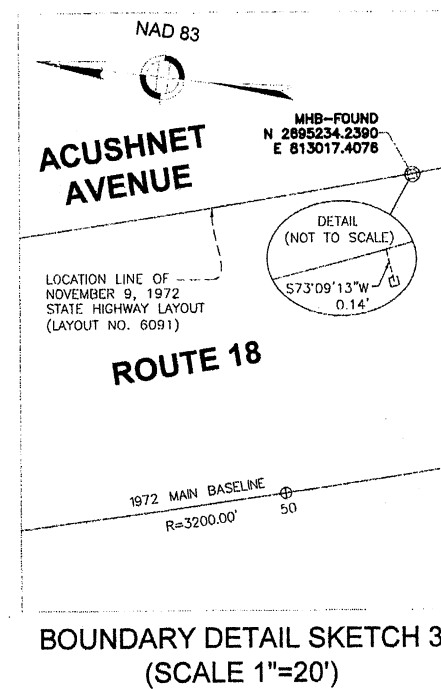 NAD 83
ACUSHNET
AVENUE
MHB-FOUND
N 2695234.2390
E 813017.4076
DETAIL
(NOT TO SCALE)
S73°09'13"W
0.14'
LOCATION LINE OF
NOVEMBER 9, 1972
STATE HIGHWAY LAYOUT
(LAYOUT NO. 6091)
ROUTE 18
1972 MAIN BASELINE
R=3200.00'
50
BOUNDARY DETAIL SKETCH 3
(SCALE 1"=20')